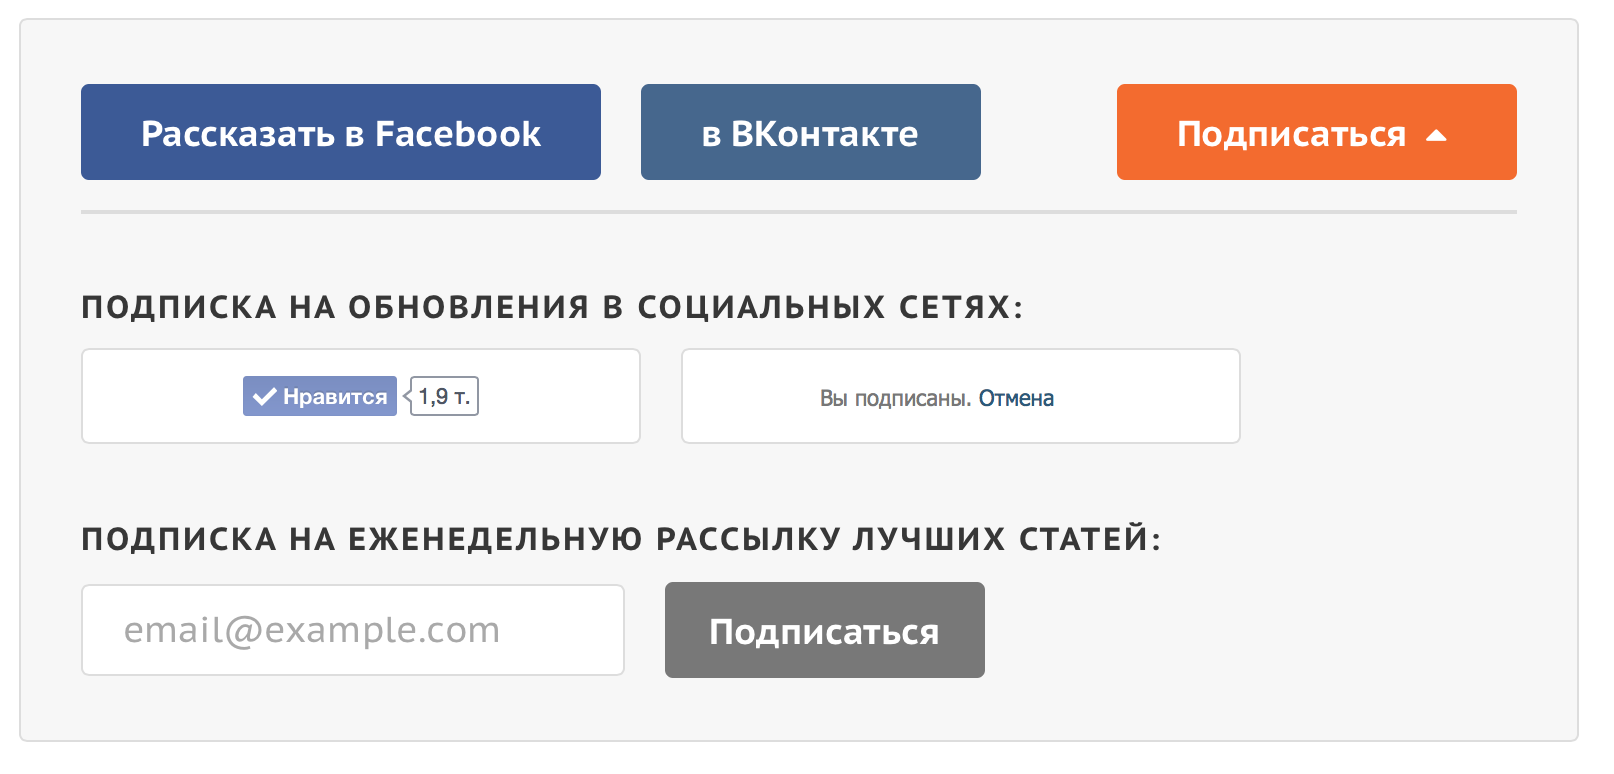 Рассказать в Facebook
в ВКонтакте
Подписаться
ПОДПИСКА НА ОБНОВЛЕНИЯ В СОЦИАЛЬНЫХ СЕТЯХ:
Нравится 1,9 т.
Вы подписаны. Отмена
ПОДПИСКА НА ЕЖЕНЕДЕЛЬНУЮ РАССЫЛКУ ЛУЧШИХ СТАТЕЙ:
email@example.com
Подписаться